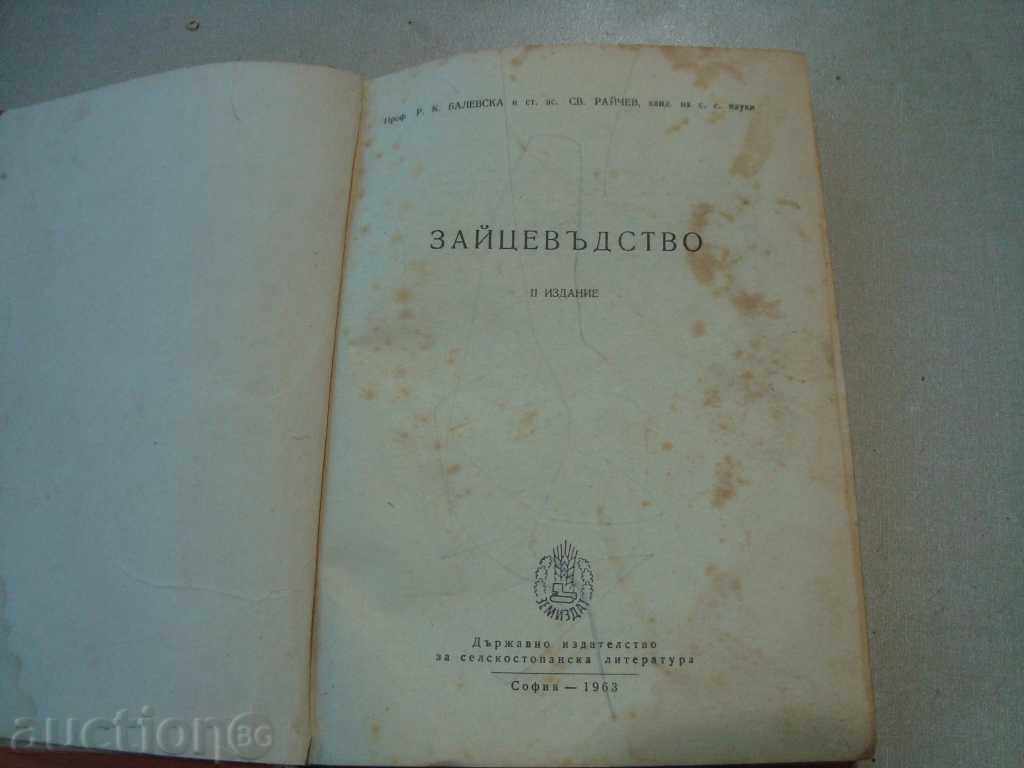 Проф. Р. К. БАЛЕВСКА и ст. ас. СВ. РАЙЧЕВ, канд. на с. с. науки
ЗАЙЦЕВЪДСТВО
II ИЗДАНИЕ
ЗЕМИЗДАТ
Държавно издателство
за селскостопанска литература
София — 1963
auction BG